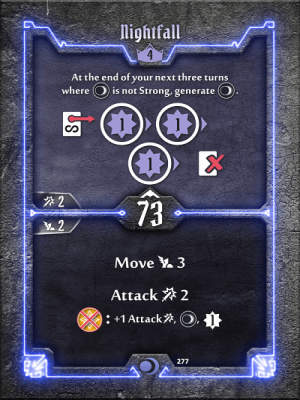 Nightfall
4
At the end of your next three turns
where is not Strong, generate .
S 1 1
1
2
73
2
Move 3
Attack 2
: +1 Attack , , 1
277